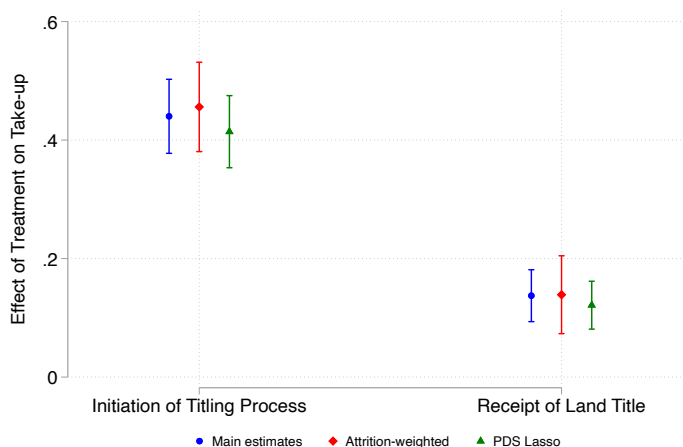 Effect of Treatment on Take-up
.6
.4
.2
0
Initiation of Titling Process
Receipt of Land Title
Main estimates
Attrition-weighted
PDS Lasso